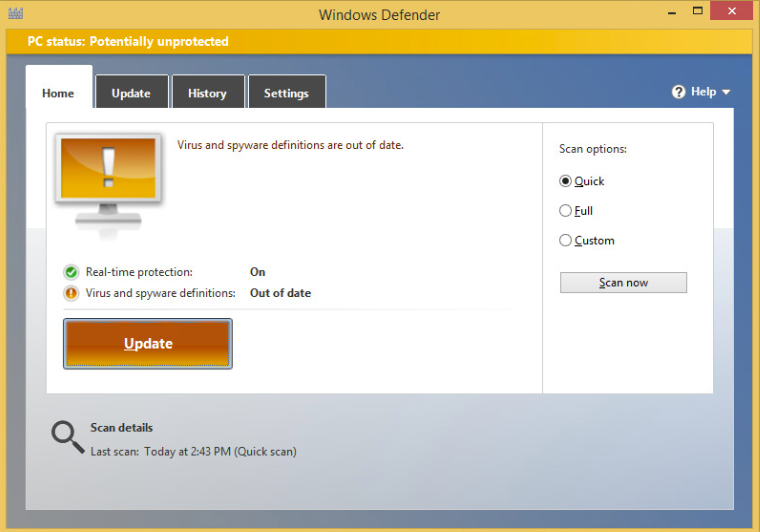 Windows Defender
PC status: Potentially unprotected
Home Update History Settings Help
Virus and spyware definitions are out of date.
Scan options:
Quick
Full
Custom
Scan now
Real-time protection: On
Virus and spyware definitions: Out of date
Update
Scan details
Last scan: Today at 2:43 PM (Quick scan)